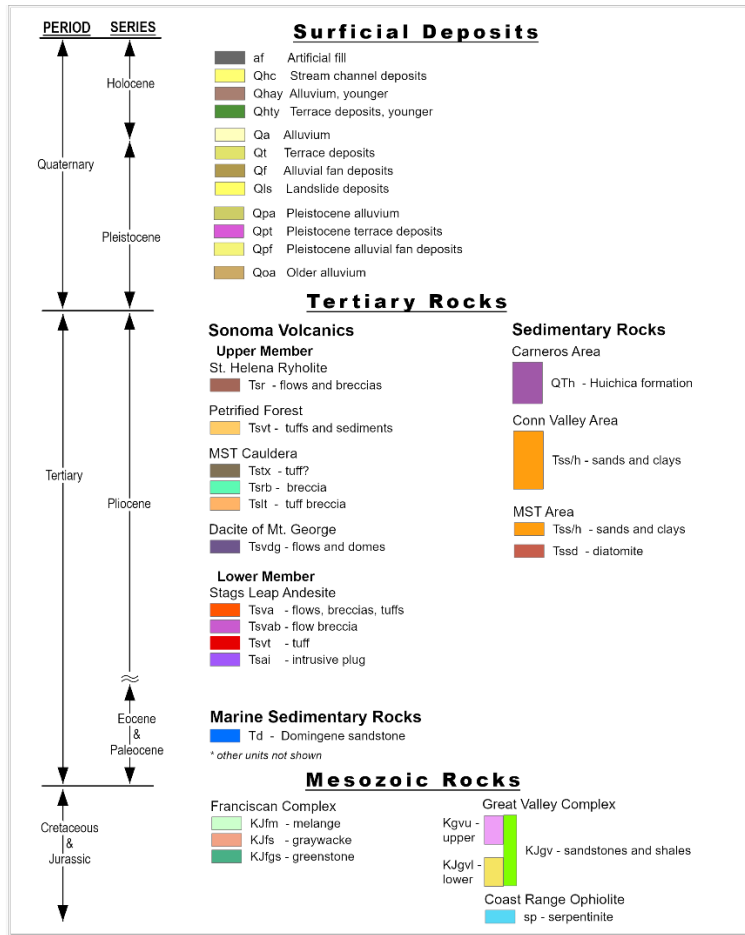 PERIOD SERIES
Surficial Deposits
af Artificial fill
Qhc Stream channel deposits
Holocene
Qhay Alluvium, younger
Qhty Terrace deposits, younger
Qa Alluvium
Qt Terrace deposits
Quaternary
Qf Alluvial fan deposits
Qls Landslide deposits
Qpa Pleistocene alluvium
Qpt Pleistocene terrace deposits
Pleistocene
Qpf Pleistocene alluvial fan deposits
Qoa Older alluvium
Tertiary Rocks
Sonoma Volcanics
Upper Member
St. Helena Ryholite
Tsr - flows and breccias
Petrified Forest
Tsvt - tuffs and sediments
MST Cauldera
Tstx - tuff?
Tsrb - breccia
Tslt - tuff breccia
Dacite of Mt. George
Tsvdg - flows and domes
Lower Member
Stags Leap Andesite
Tsva - flows, breccias, tuffs
Tsvab - flow breccia
Tsvt - tuff
Tsai - intrusive plug
Sedimentary Rocks
Carneros Area
QTh - Huichica formation
Conn Valley Area
Tss/h - sands and clays
MST Area
Tss/h - sands and clays
Tssd - diatomite
Tertiary
Pliocene
Eocene
&
Paleocene
Marine Sedimentary Rocks
Td - Domingene sandstone
* other units not shown
Mesozoic Rocks
Cretaceous
&
Jurassic
Franciscan Complex
KJfm - melange
KJfs - graywacke
KJfgs - greenstone
Great Valley Complex
Kgvu -
upper
KJgv - sandstones and shales
KJgvl -
lower
Coast Range Ophiolite
sp - serpentinite